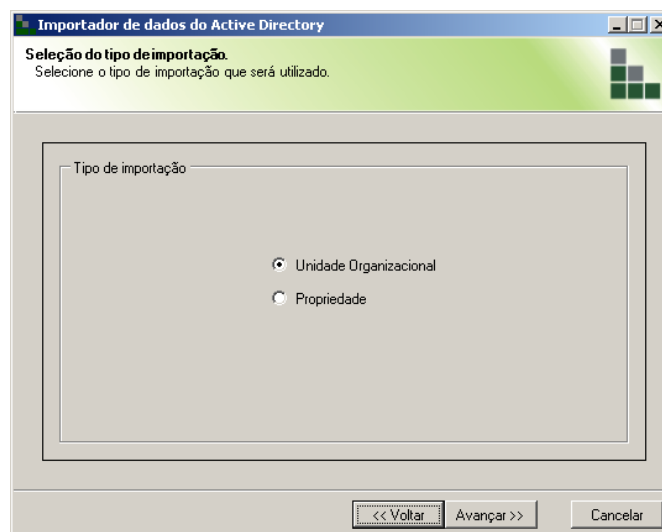 Importador de dados do Active Directory
Seleção do tipo de importação.
Selecione o tipo de importação que será utilizado.
Tipo de importação
Unidade Organizacional
Propriedade
<< Voltar
Avançar >>
Cancelar